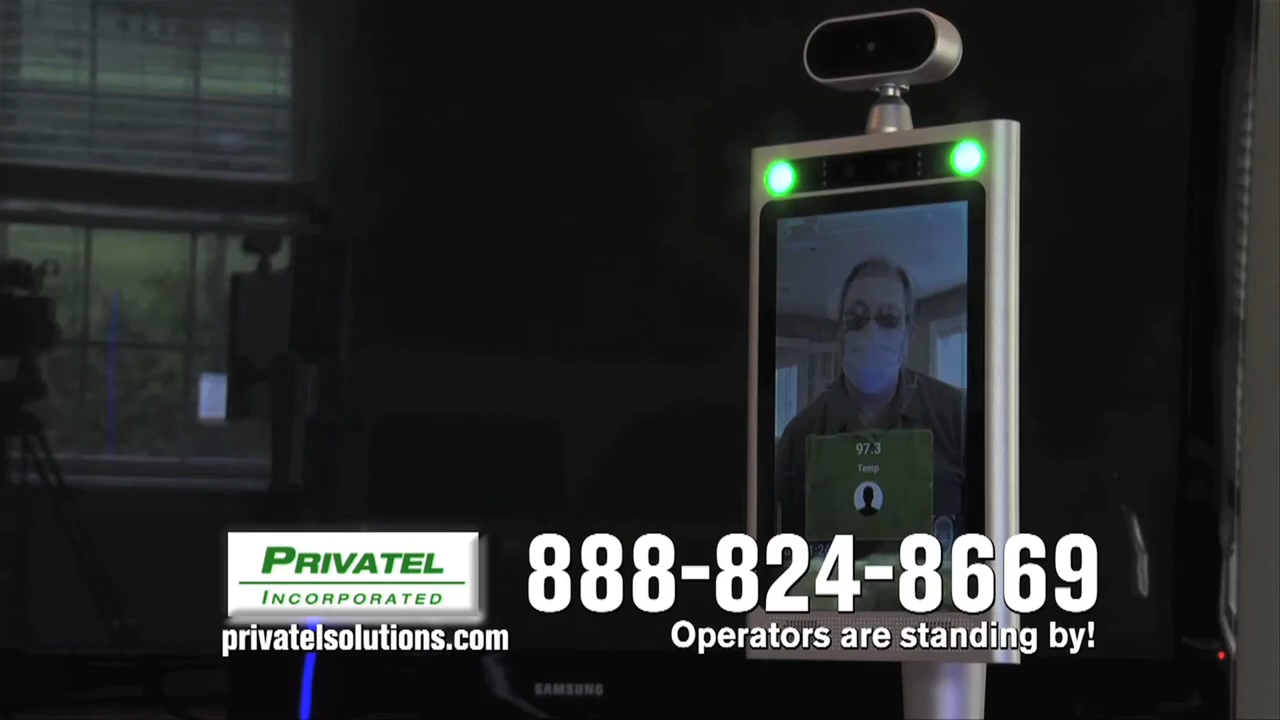 97.3
Temp
PRIVATEL
INCORPORATED
888-824-8669
privatelsolutions.com
Operators are standing by!
SAMSUNG